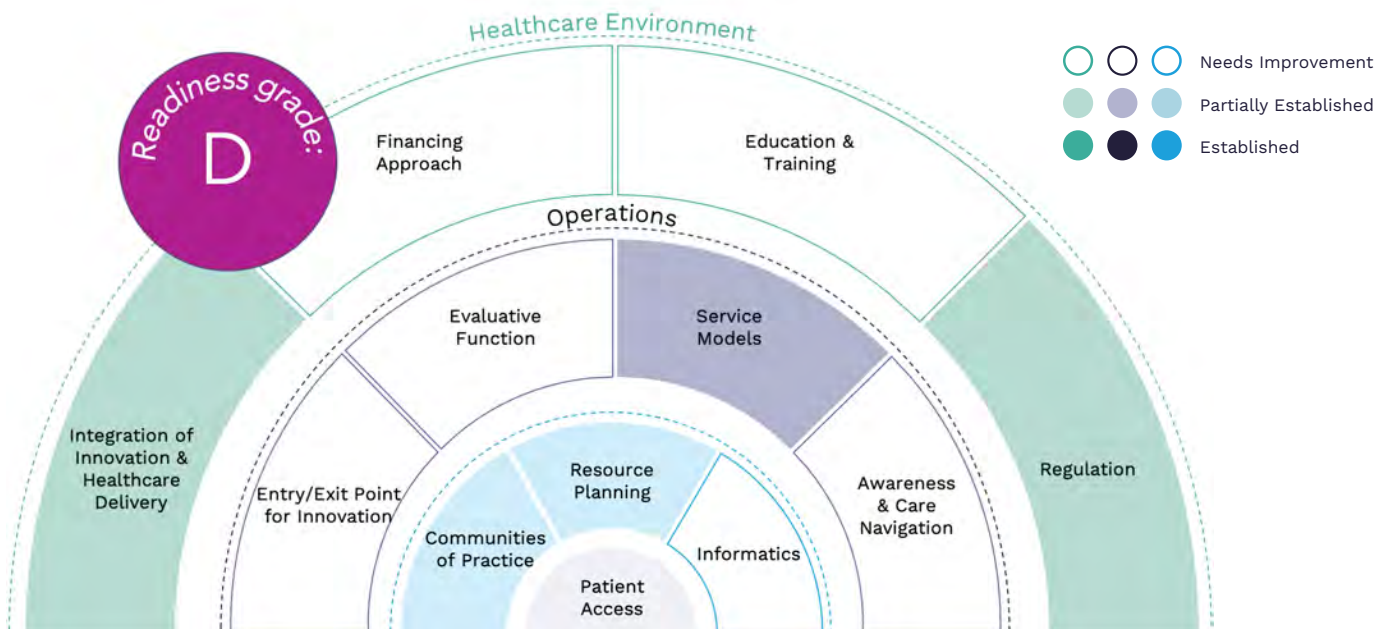 Healthcare Environment
Readiness grade:
D
Needs Improvement
Partially Established
Established
Financing
Approach
Education &
Training
Operations
Evaluative
Function
Service
Models
Integration of
Innovation &
Healthcare
Delivery
Entry/Exit Point
for Innovation
Resource
Planning
Communities
of Practice
Informatics
Awareness
& Care
Navigation
Regulation
Patient
Access